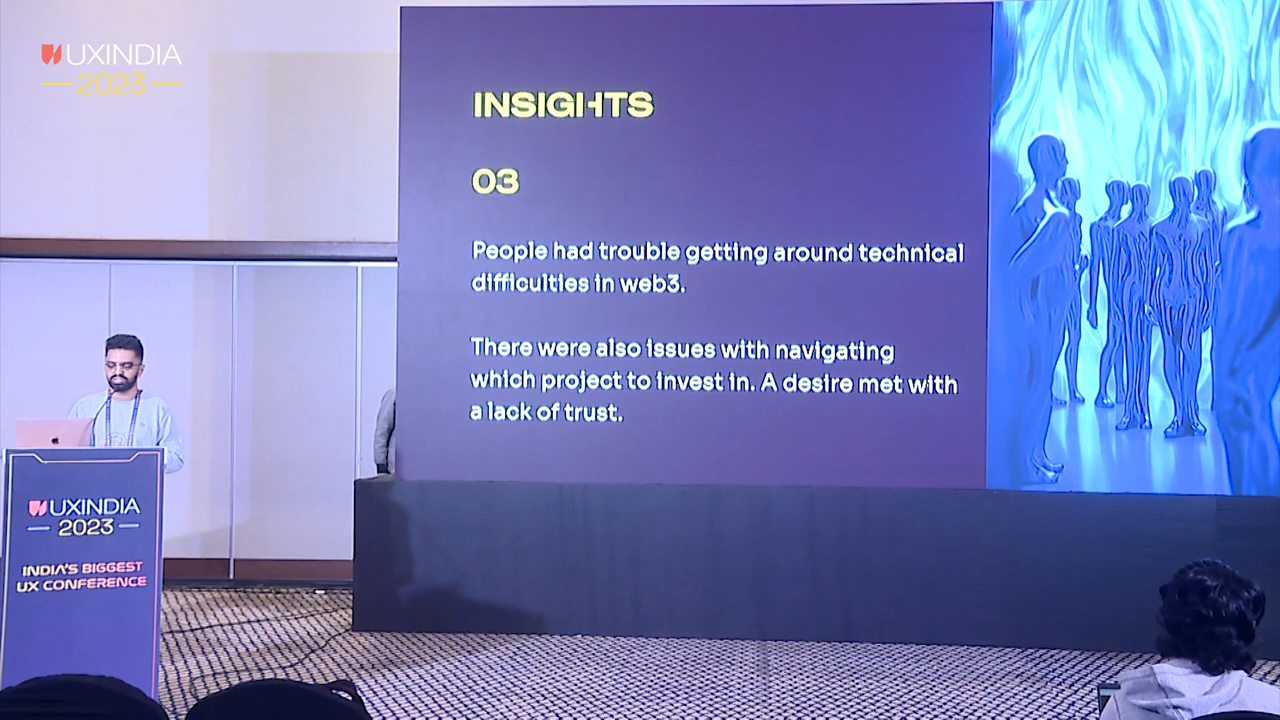 UXINDIA
2023
INSIGHTS
03
People had trouble getting around technical
difficulties in web3.
There were also issues with navigating
which project to invest in. A desire met with
a lack of trust.
UXINDIA
2023
INDIA'S BIGGEST
UX CONFERENCE